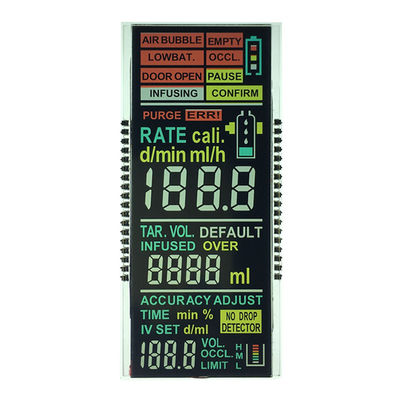 AIR BUBBLE EMPTY
LOWBAT. OCCL.
DOOR OPEN PAUSE
INFUSING CONFIRM
PURGE ERR!
RATE cali.
d/min ml/h
188.8
TAR. VOL. DEFAULT
INFUSED OVER
8888 ml
ACCURACY ADJUST
TIME min % NO DROP
IV SET d/ml DETECTOR
188.8 VOL. H
OCCL. M
LIMIT L